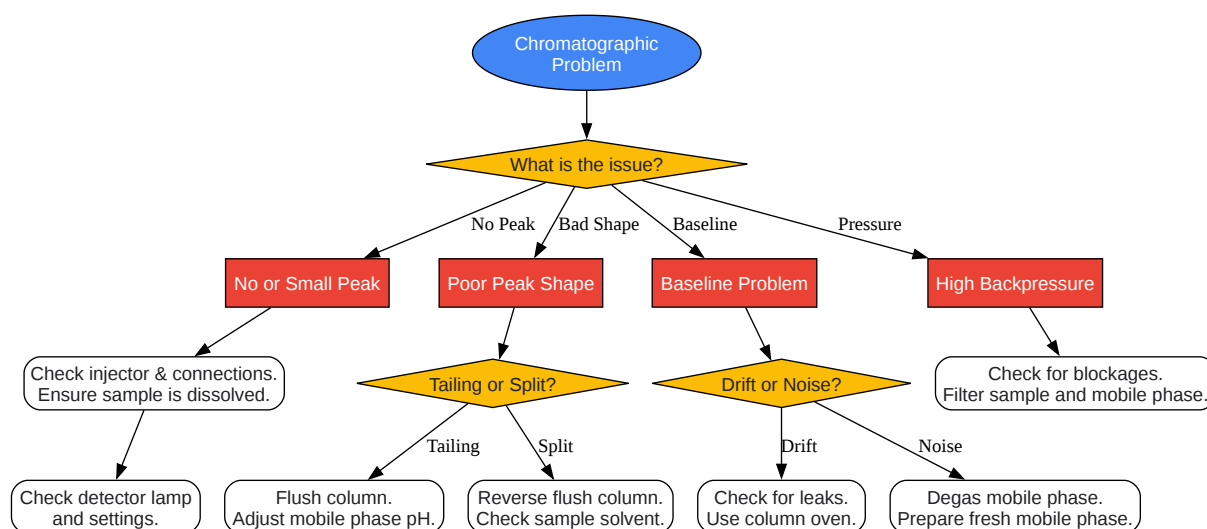 Chromatographic
Problem
What is the issue?
No Peak
Bad Shape
Baseline
Pressure
No or Small Peak
Poor Peak Shape
Baseline Problem
High Backpressure
Check injector & connections.
Ensure sample is dissolved.
Tailing or Split?
Drift or Noise?
Check for blockages.
Filter sample and mobile phase.
Tailing
Split
Drift
Noise
Check detector lamp
and settings.
Flush column.
Adjust mobile phase pH.
Reverse flush column.
Check sample solvent.
Check for leaks.
Use column oven.
Degas mobile phase.
Prepare fresh mobile phase.